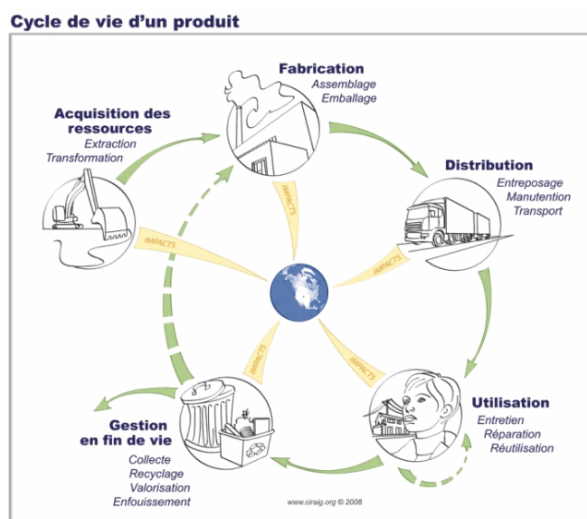 Cycle de vie d'un produit
Fabrication
Assemblage
Emballage
Acquisition des
ressources
Extraction
Transformation
Distribution
Entreposage
Manutention
Transport
IMPACTS
IMPACTS
IMPACTS
IMPACTS
IMPACTS
Utilisation
Entretien
Réparation
Réutilisation
Gestion
en fin de vie
Collecte
Recyclage
Valorisation
Enfouissement
www.ciraig.org © 2008